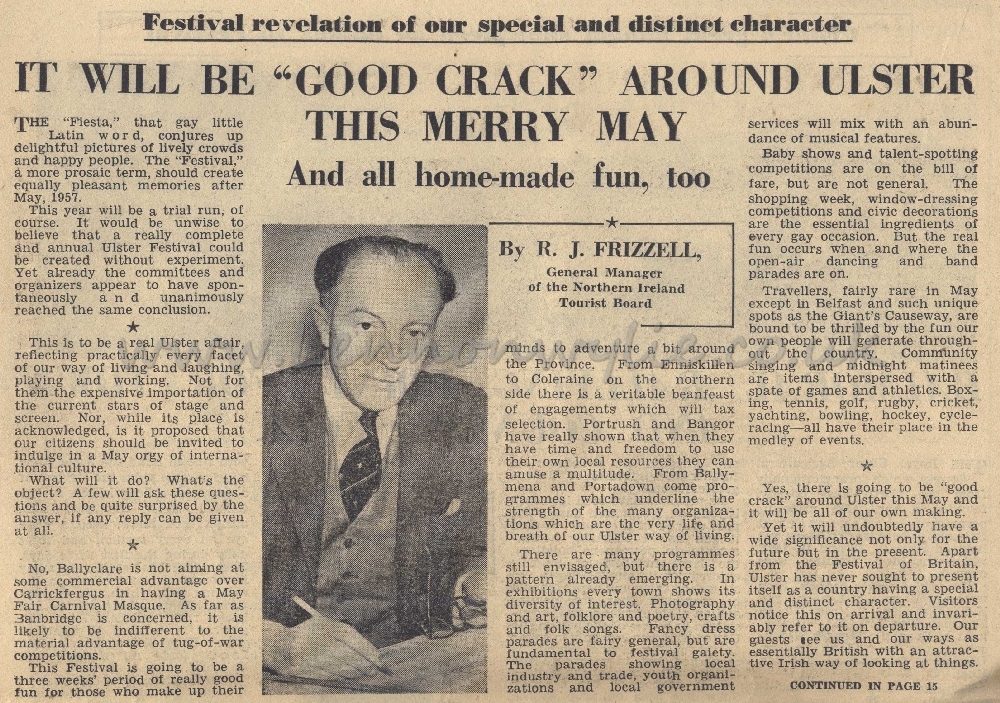 Festival revelation of our special and distinct character
IT WILL BE “GOOD CRACK” AROUND ULSTER
THIS MERRY MAY
And all home-made fun, too
THE “Fiesta,” that gay little
Latin word, conjures up
delightful pictures of lively crowds
and happy people. The “Festival,”
a more prosaic term, should create
equally pleasant memories after
May, 1957.
This year will be a trial run, of
course. It would be unwise to
believe that a really complete
and annual Ulster Festival could
be created without experiment.
Yet already the committees and
organizers appear to have spon-
taneously and unanimously
reached the same conclusion.
★
This is to be a real Ulster affair,
reflecting practically every facet
of our way of living and laughing,
playing and working. Not for
them the expensive importation of
the current stars of stage and
screen. Nor, while its place is
acknowledged, is it proposed that
our citizens should be invited to
indulge in a May orgy of interna-
tional culture.
What will it do? What's the
object? A few will ask these ques-
tions and be quite surprised by the
answer, if any reply can be given
at all.
★
No, Ballyclare is not aiming at
some commercial advantage over
Carrickfergus in having a May
Fair Carnival Masque. As far as
Banbridge is concerned, it is
likely to be indifferent to the
material advantage of tug-of-war
competitions.
This Festival is going to be a
three weeks' period of really good
fun for those who make up their
★
By R. J. FRIZZELL,
General Manager
of the Northern Ireland
Tourist Board
minds to adventure a bit around
the Province. From Enniskillen
to Coleraine on the northern
side there is a veritable beanfeast
of engagements which will tax
selection. Portrush and Bangor
have really shown that when they
have time and freedom to use
their own local resources they can
amuse a multitude. From Bally-
mena and Portadown come pro-
grammes which underline the
strength of the many organiza-
tions which are the very life and
breath of our Ulster way of living.
There are many programmes
still envisaged, but there is a
pattern already emerging. In
exhibitions every town shows its
diversity of interest. Photography
and art, folklore and poetry, crafts
and folk songs. Fancy dress
parades are fairy general, but are
fundamental to festival gaiety.
The parades showing local
industry and trade, youth organi-
zations and local government
services will mix with an abun-
dance of musical features.
Baby shows and talent-spotting
competitions are on the bill of
fare, but are not general. The
shopping week, window-dressing
competitions and civic decorations
are the essential ingredients of
every gay occasion. But the real
fun occurs when and where the
open-air dancing and band
parades are on.
Travellers, fairly rare in May
except in Belfast and such unique
spots as the Giant's Causeway, are
bound to be thrilled by the fun our
own people will generate through-
out the country. Community
singing and midnight matinees
are items interspersed with a
spate of games and athletics. Box-
ing, tennis, golf, rugby, cricket,
yachting, bowling, hockey, cycle-
racing—all have their place in the
medley of events.
★
Yes, there is going to be “good
crack” around Ulster this May and
it will be all of our own making.
Yet it will undoubtedly have a
wide significance not only for the
future but in the present. Apart
from the Festival of Britain,
Ulster has never sought to present
itself as a country having a special
and distinct character. Visitors
notice this on arrival and invari-
ably refer to it on departure. Our
guests see us and our ways as
essentially British with an attrac-
tive Irish way of looking at things.
CONTINUED IN PAGE 15